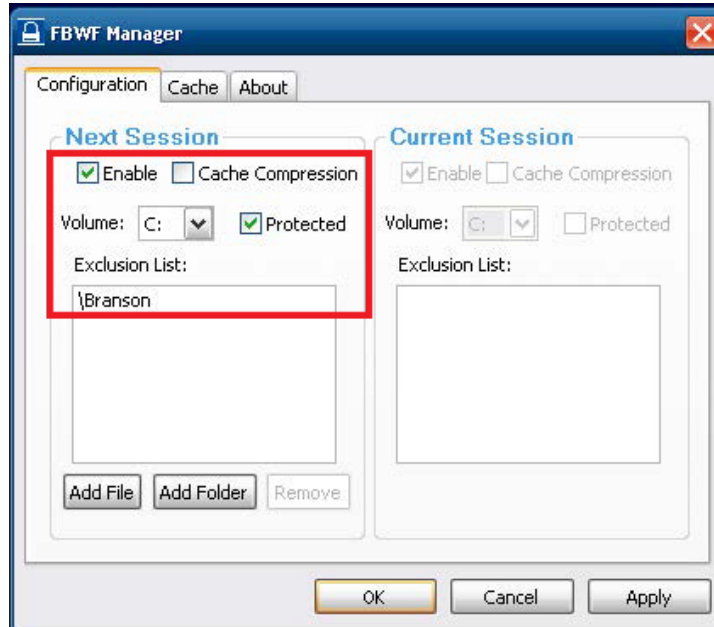 FBWF Manager
Configuration Cache About
Next Session
Enable Cache Compression
Volume: C: Protected
Exclusion List:
\Branson
Add File Add Folder Remove
Current Session
Enable Cache Compression
Volume: C: Protected
Exclusion List:
OK Cancel Apply